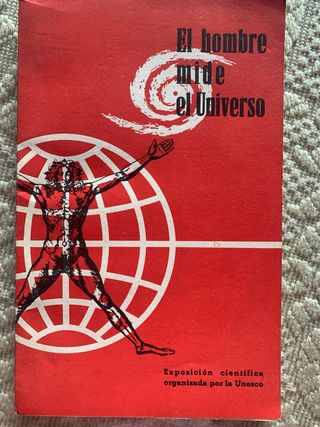 El hombre
mide
el Universo
Exposición científica
organizada por la Unesco